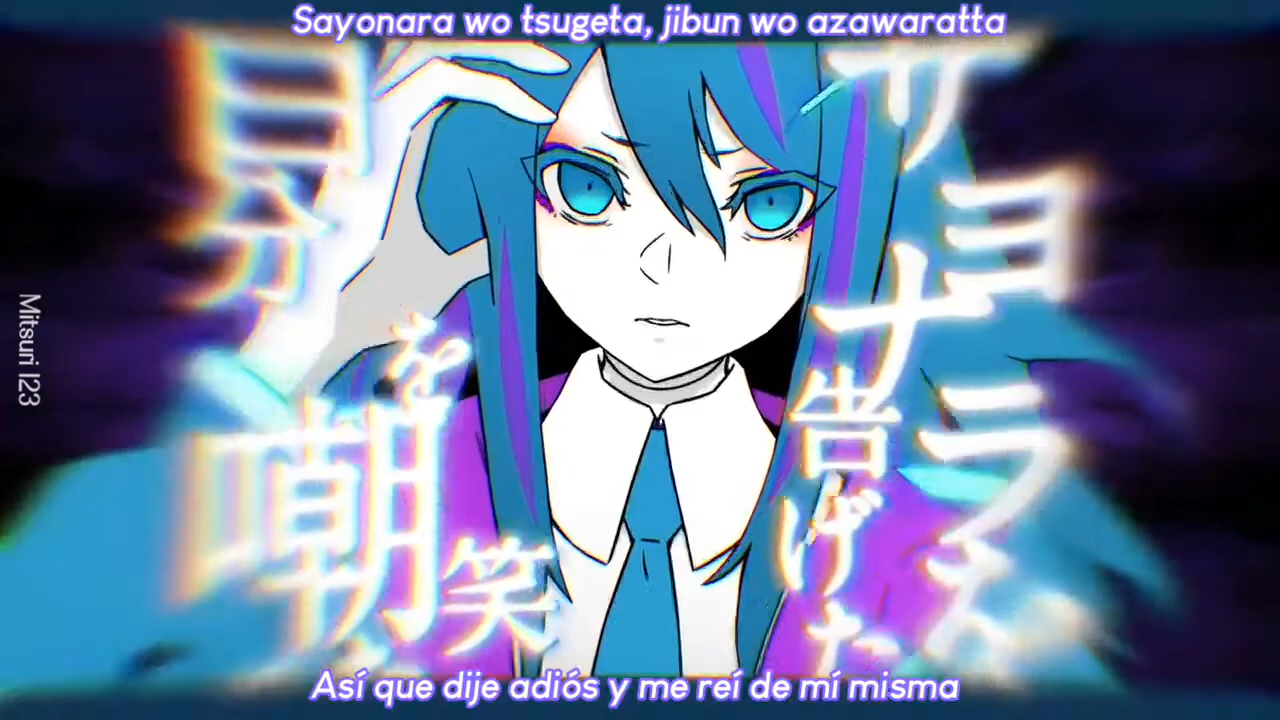 Sayonara wo tsugeta, jibun wo azawaratta
サヨナラを
告げた
自分
を
嘲笑
Mitsuri 123
Así que dije adiós y me reí de mí misma